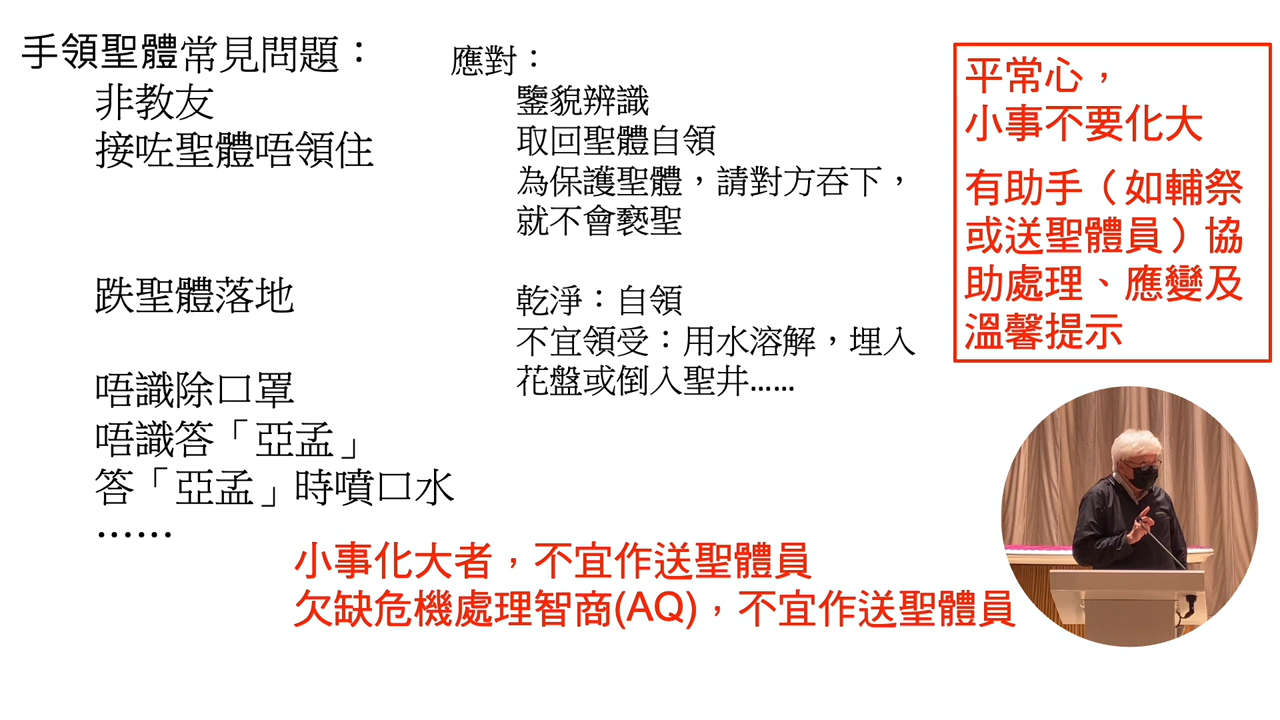 手領聖體常見問題：
非教友
接咗聖體唔領住
跌聖體落地
唔識除口罩
唔識答「亞孟」
答「亞孟」時噴口水
……
應對：
鑒貌辨識
取回聖體自領
為保護聖體，請對方吞下，
就不會褻聖
乾淨：自領
不宜領受：用水溶解，埋入
花盤或倒入聖井……
平常心，
小事不要化大
有助手（如輔祭
或送聖體員）協
助處理、應變及
溫馨提示
小事化大者，不宜作送聖體員
欠缺危機處理智商(AQ)，不宜作送聖體員